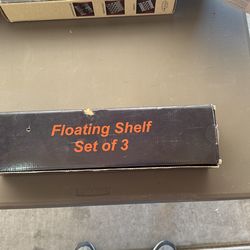 Floating Shelf
Set of 3